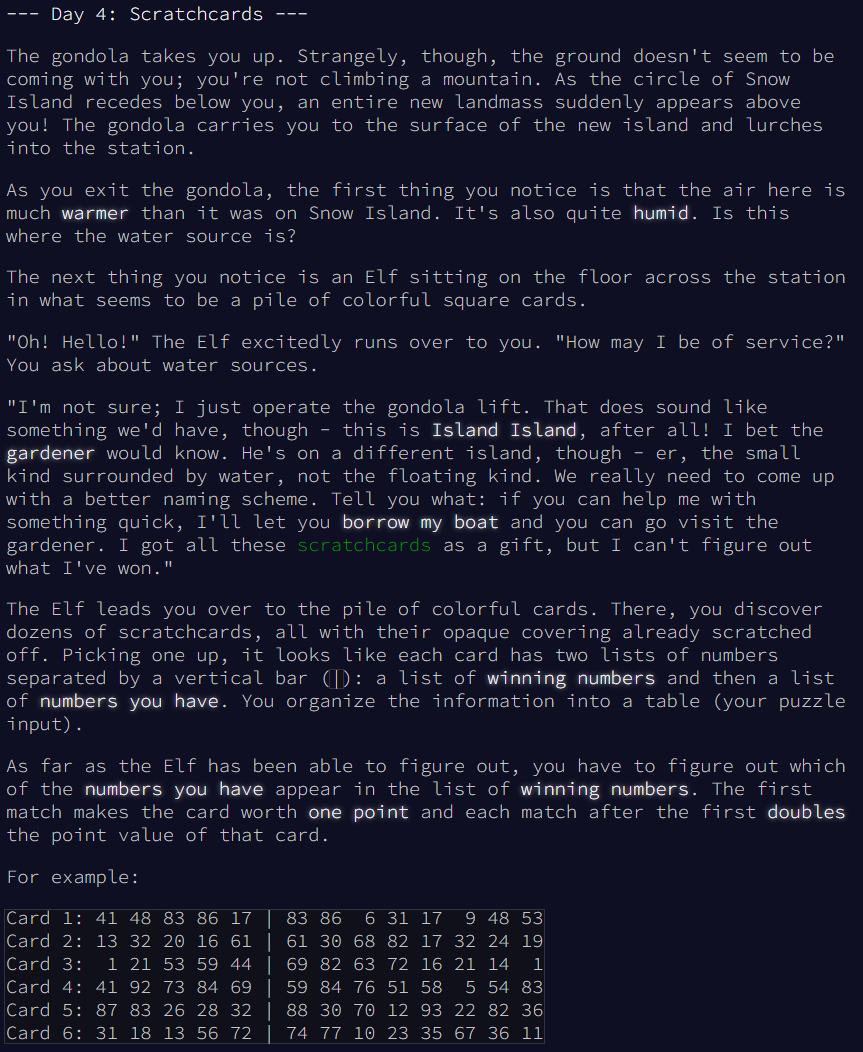 --- Day 4: Scratchcards ---
The gondola takes you up. Strangely, though, the ground doesn't seem to be
coming with you; you're not climbing a mountain. As the circle of Snow
Island recedes below you, an entire new landmass suddenly appears above
you! The gondola carries you to the surface of the new island and lurches
into the station.
As you exit the gondola, the first thing you notice is that the air here is
much warmer than it was on Snow Island. It's also quite humid. Is this
where the water source is?
The next thing you notice is an Elf sitting on the floor across the station
in what seems to be a pile of colorful square cards.
"Oh! Hello!" The Elf excitedly runs over to you. "How may I be of service?"
You ask about water sources.
"I'm not sure; I just operate the gondola lift. That does sound like
something we'd have, though - this is Island Island, after all! I bet the
gardener would know. He's on a different island, though - er, the small
kind surrounded by water, not the floating kind. We really need to come up
with a better naming scheme. Tell you what: if you can help me with
something quick, I'll let you borrow my boat and you can go visit the
gardener. I got all these scratchcards as a gift, but I can't figure out
what I've won."
The Elf leads you over to the pile of colorful cards. There, you discover
dozens of scratchcards, all with their opaque covering already scratched
off. Picking one up, it looks like each card has two lists of numbers
separated by a vertical bar (|): a list of winning numbers and then a list
of numbers you have. You organize the information into a table (your puzzle
input).
As far as the Elf has been able to figure out, you have to figure out which
of the numbers you have appear in the list of winning numbers. The first
match makes the card worth one point and each match after the first doubles
the point value of that card.
For example:
Card 1: 41 48 83 86 17 | 83 86  6 31 17  9 48 53
Card 2: 13 32 20 16 61 | 61 30 68 82 17 32 24 19
Card 3:  1 21 53 59 44 | 69 82 63 72 16 21 14  1
Card 4: 41 92 73 84 69 | 59 84 76 51 58  5 54 83
Card 5: 87 83 26 28 32 | 88 30 70 12 93 22 82 36
Card 6: 31 18 13 56 72 | 74 77 10 23 35 67 36 11